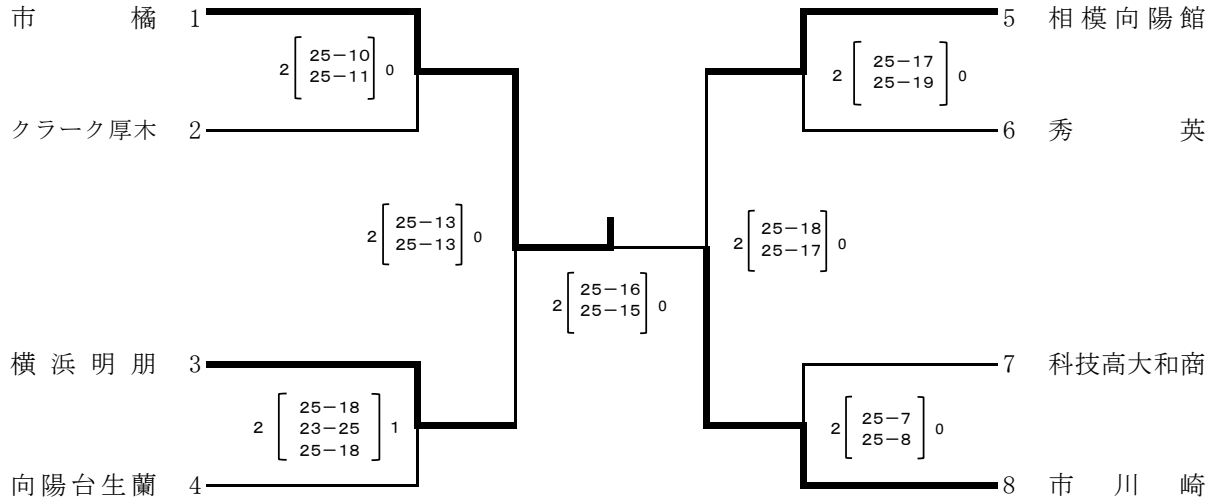 市橘 1
2 25-10 0
25-11
クラーク厚木 2
2 25-13 0
25-13
横浜明朋 3
25-18
2 23-25 1
25-18
向陽台生蘭 4
2 25-16 0
25-15
5 相模向陽館
2 25-17 0
25-19
6 秀英
2 25-18 0
25-17
7 科技高大和商
2 25-7 0
25-8
8 市川崎